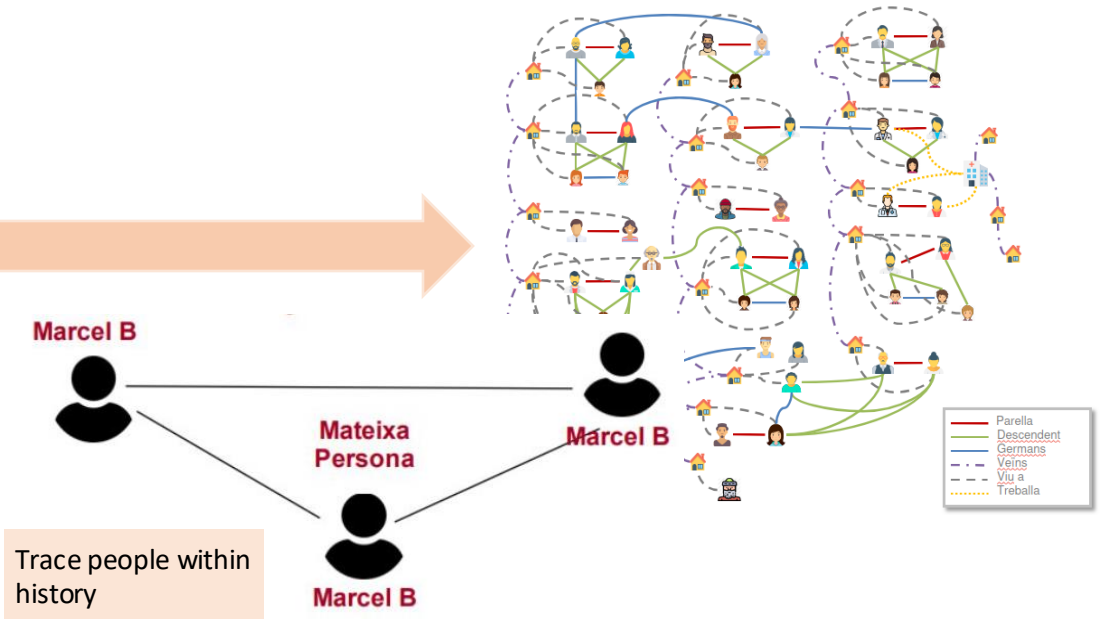 Marcel B
Mateixa
Persona
Marcel B
Marcel B
Trace people within
history
Parella
Descendent
Germans
Veïns
Viu a
Treballa